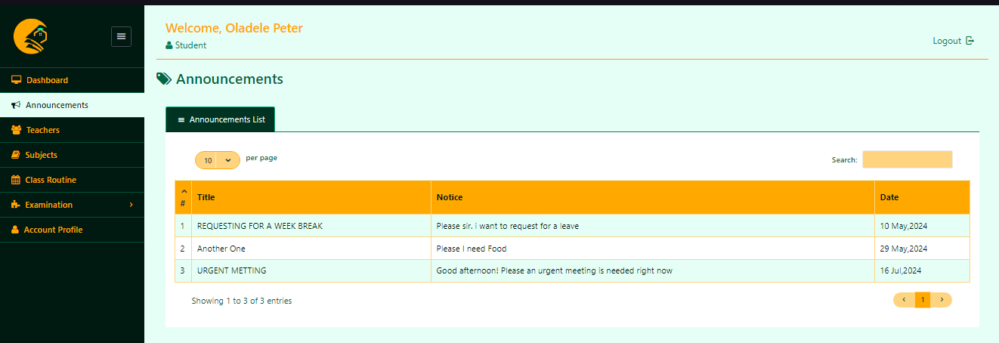 Welcome, Oladele Peter
Student
Logout
Dashboard
Announcements
Teachers
Subjects
Class Routine
Examination
Account Profile
Announcements
Announcements List
10 per page
Search:
# Title Notice Date
1 REQUESTING FOR A WEEK BREAK Please sir. i want to request for a leave 10 May,2024
2 Another One Please I need Food 29 May,2024
3 URGENT METTING Good afternoon! Please an urgent meeting is needed right now 16 Jul,2024
Showing 1 to 3 of 3 entries
1